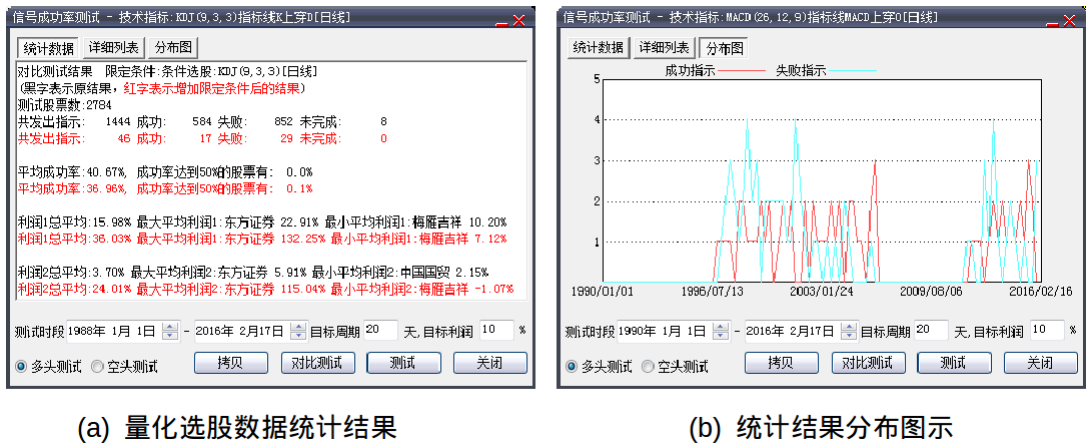 信号成功率测试 - 技术指标:KDJ(9,3,3)指标线K上穿D[日线]
统计数据 详细列表 分布图
对比测试结果 限定条件:条件选股:KDJ(9,3,3)[日线]
(黑字表示原结果，红字表示增加限定条件后的结果)
测试股票数:2784
共发出指示: 1444 成功: 584 失败: 852 未完成: 8
共发出指示: 46 成功: 17 失败: 29 未完成: 0
平均成功率:40.67%, 成功率达到50%的股票有: 0.0%
平均成功率:36.96%, 成功率达到50%的股票有: 0.1%
利润1总平均:15.98% 最大平均利润1:东方证券 22.91% 最小平均利润1:梅雁吉祥 10.20%
利润1总平均:36.03% 最大平均利润1:东方证券 132.25% 最小平均利润1:梅雁吉祥 7.12%
利润2总平均:3.70% 最大平均利润2:东方证券 5.91% 最小平均利润2:中国国贸 2.15%
利润2总平均:24.01% 最大平均利润2:东方证券 115.04% 最小平均利润2:梅雁吉祥 -1.07%
测试时段 1988年 1月 1日 - 2016年 2月17日 目标周期 20 天,目标利润 10 %
多头测试 空头测试 拷贝 对比测试 测试 关闭
(a) 量化选股数据统计结果
信号成功率测试 - 技术指标:MACD(26,12,9)指标线MACD上穿0[日线]
统计数据 详细列表 分布图
成功指示 失败指示
5
4
3
2
1
1990/01/01 1996/07/13 2003/01/24 2009/08/06 2016/02/16
测试时段 1990年 1月 1日 - 2016年 2月17日 目标周期 20 天,目标利润 10 %
多头测试 空头测试 拷贝 对比测试 测试 关闭
(b) 统计结果分布图示